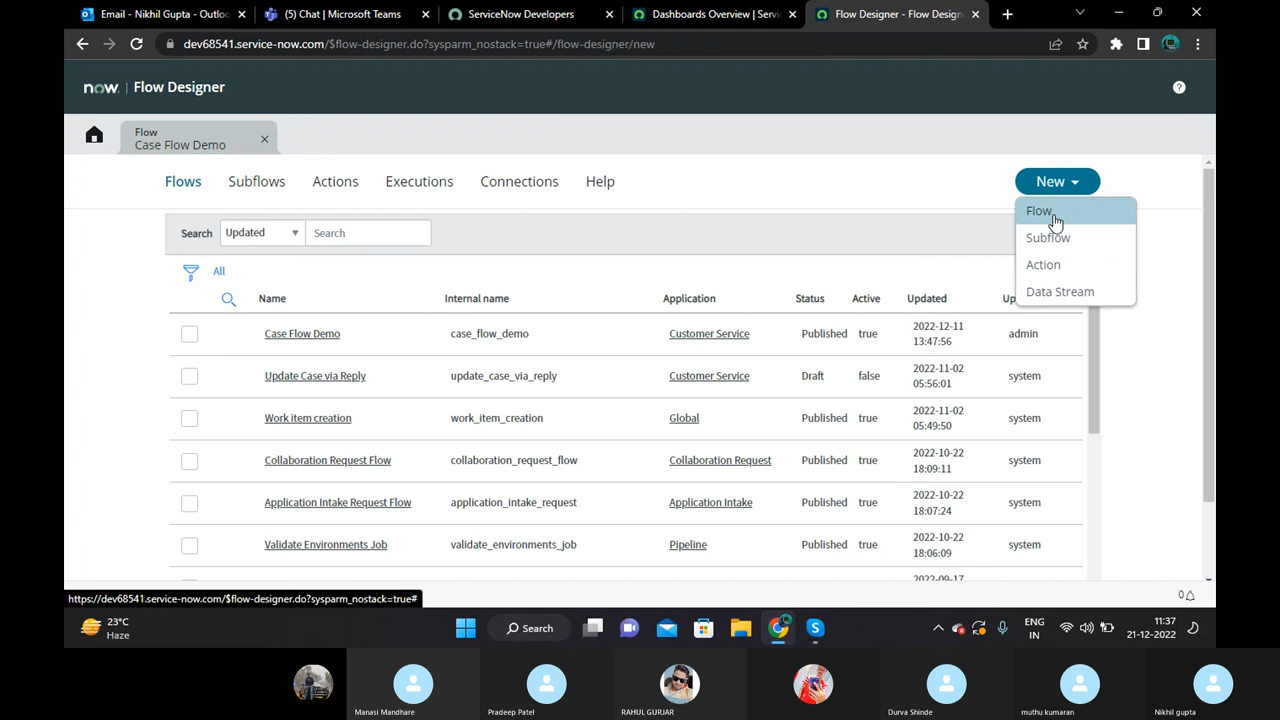 Email - Nikhil Gupta - Outloo
(5) Chat | Microsoft Teams
ServiceNow Developers
Dashboards Overview | Servi
Flow Designer - Flow Desig
dev68541.service-now.com/$flow-designer.do?sysparm_nostack=true#/flow-designer/new
now. | Flow Designer
Flow
Case Flow Demo
Flows Subflows Actions Executions Connections Help
New
Flow
Subflow
Action
Data Stream
Search Updated Search
All
Name Internal name Application Status Active Updated Up
Case Flow Demo case_flow_demo Customer Service Published true 2022-12-11 13:47:56 admin
Update Case via Reply update_case_via_reply Customer Service Draft false 2022-11-02 05:56:01 system
Work item creation work_item_creation Global Published true 2022-11-02 05:49:50 system
Collaboration Request Flow collaboration_request_flow Collaboration Request Published true 2022-10-22 18:09:11 system
Application Intake Request Flow application_intake_request Application Intake Published true 2022-10-22 18:07:24 system
Validate Environments Job validate_environments_job Pipeline Published true 2022-10-22 18:06:09 system
2022-09-17
https://dev68541.service-now.com/$flow-designer.do?sysparm_nostack=true#
0
23°C
Haze
Search
ENG
IN
11:37
21-12-2022
Manasi Mandhare
Pradeep Patel
RAHUL GURJAR
Durva Shinde
muthu kumaran
Nikhil gupta